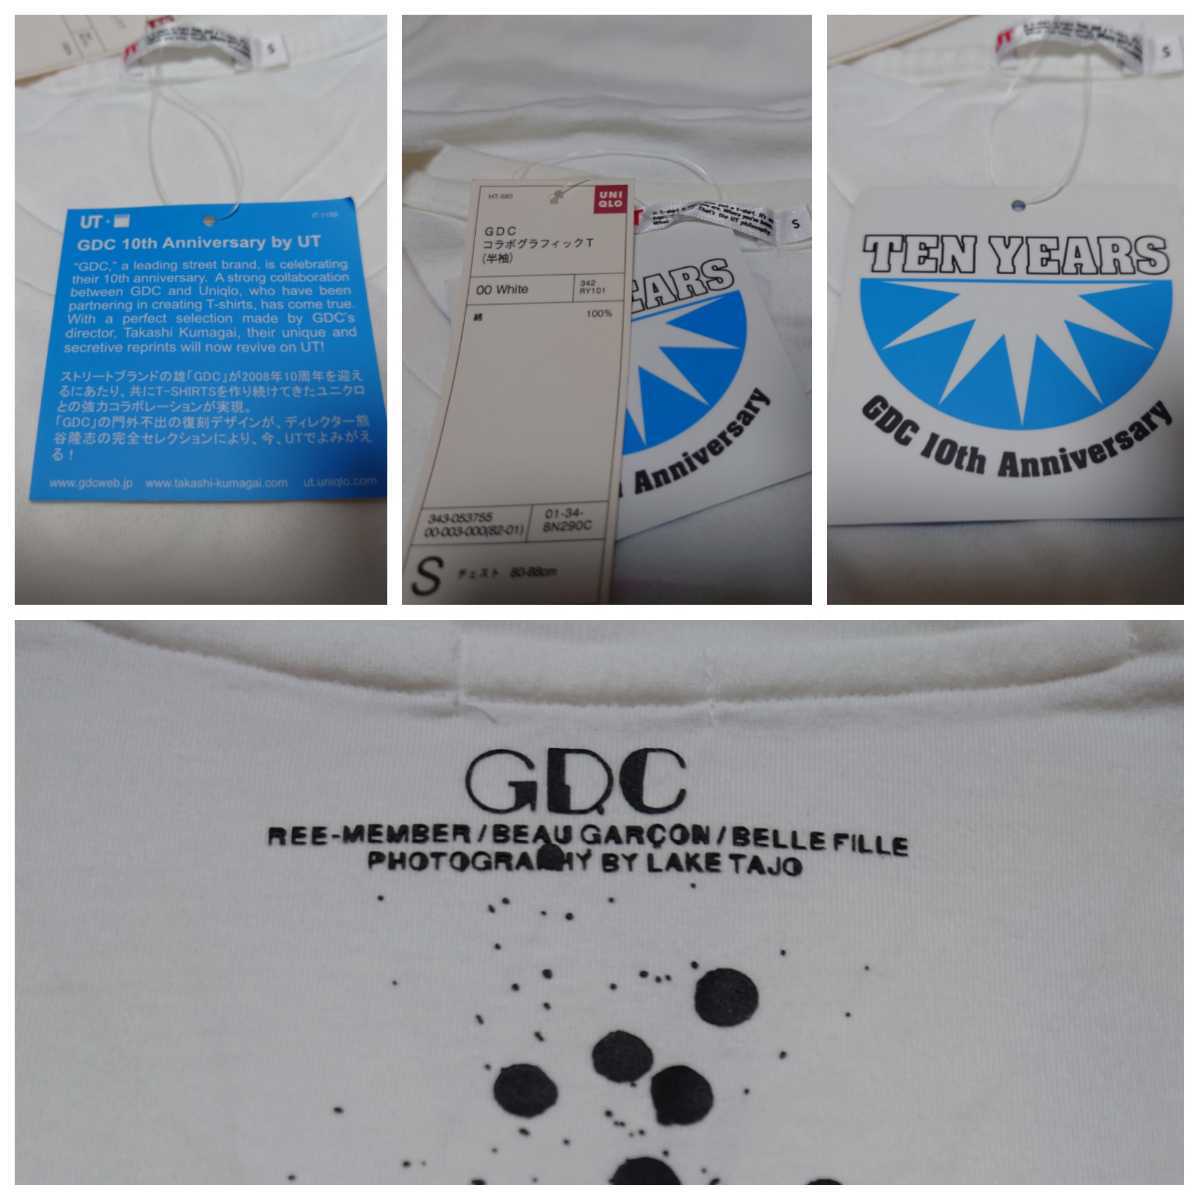 S
UT
IT-1188
GDC 10th Anniversary by UT
“GDC,” a leading street brand, is celebrating
their 10th anniversary. A strong collaboration
between GDC and Uniqlo, who have been
partnering in creating T-shirts, has come true.
With a perfect selection made by GDC's
director, Takashi Kumagai, their unique and
secretive reprints will now revive on UT!
ストリートブランドの雄「GDC」が2008年10周年を迎え
るにあたり、共にT-SHIRTSを作り続けてきたユニクロ
との強力コラボレーションが実現。
「GDC」の門外不出の復刻デザインが、ディレクター熊
谷隆志の完全セレクションにより、今、UTでよみがえ
る！
www.gdcweb.jp www.takashi-kumagai.com ut.uniqlo.com
UNI
QLO
GDC
コラボグラフィックT
(半袖)
00 White
342
RY101
綿 100%
343-053755
00-003-000(82-01)
01-34-
BN290C
S チェスト 80-88cm
S
That's the UT philosophy.
YEARS
Anniversary
S
TEN YEARS
GDC 10th Anniversary
GDC
REE-MEMBER/BEAU GARÇON/BELLE FILLE
PHOTOGRAPHY BY LAKE TAJO